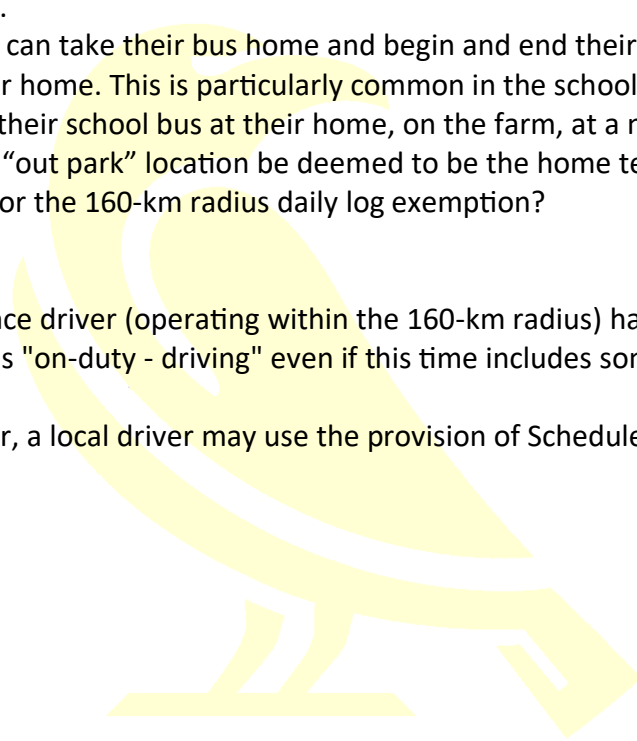 .
can take their bus home and begin and end their
r home. This is particularly common in the school
their school bus at their home, on the farm, at a
“out park” location be deemed to be the home te
or the 160-km radius daily log exemption?
ce driver (operating within the 160-km radius) ha
s "on-duty - driving" even if this time includes
r, a local driver may use the provision of Schedule